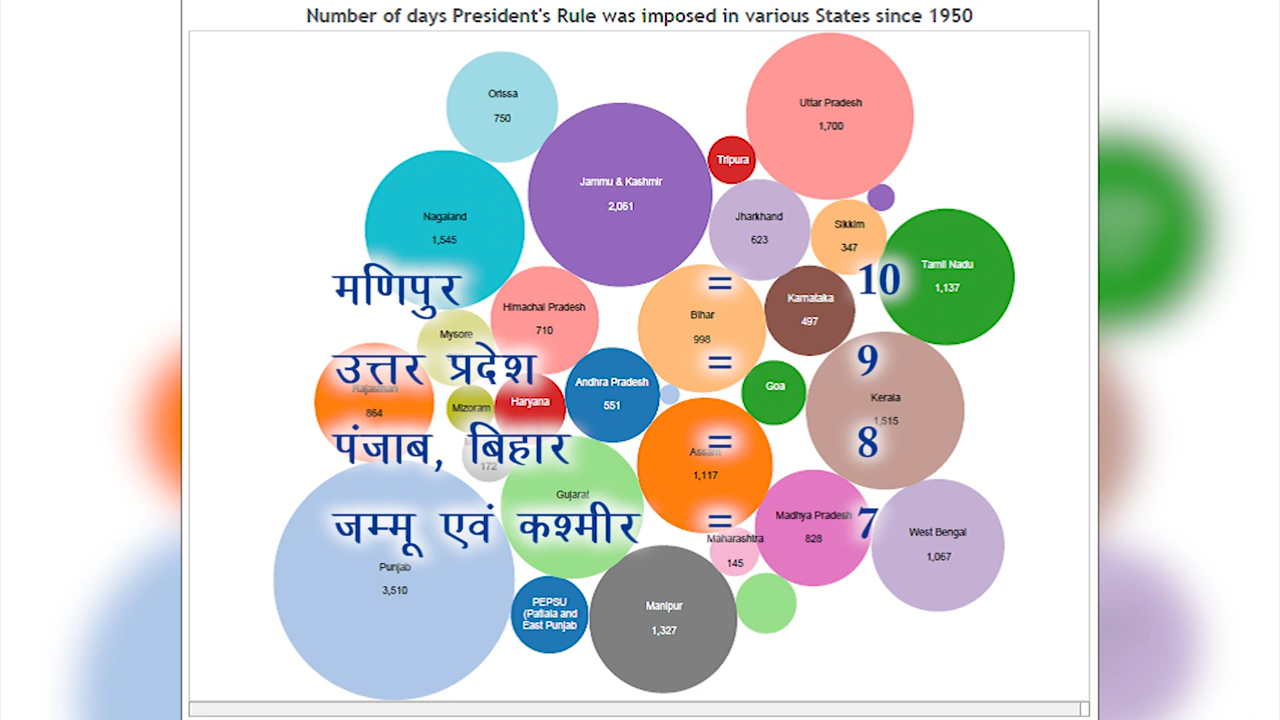 Number of days President's Rule was imposed in various States since 1950
Orissa
750
Uttar Pradesh
1,700
Tripura
Jammu & Kashmir
2,061
Nagaland
1,545
Jharkhand
623
Sikkim
347
Tamil Nadu
1,137
मणिपुर = 10
Himachal Pradesh
710
Bihar
998
Karnataka
497
Mysore
उत्तर प्रदेश = 9
Rajasthan
864
Mizoram
Haryana
Andhra Pradesh
551
Goa
Kerala
1,515
पंजाब, बिहार = 8
172
Assam
1,117
Gujarat
जम्मू एवं कश्मीर = 7
Madhya Pradesh
828
Maharashtra
145
West Bengal
1,067
Punjab
3,510
PEPSU
(Patiala and
East Punjab
Manipur
1,327